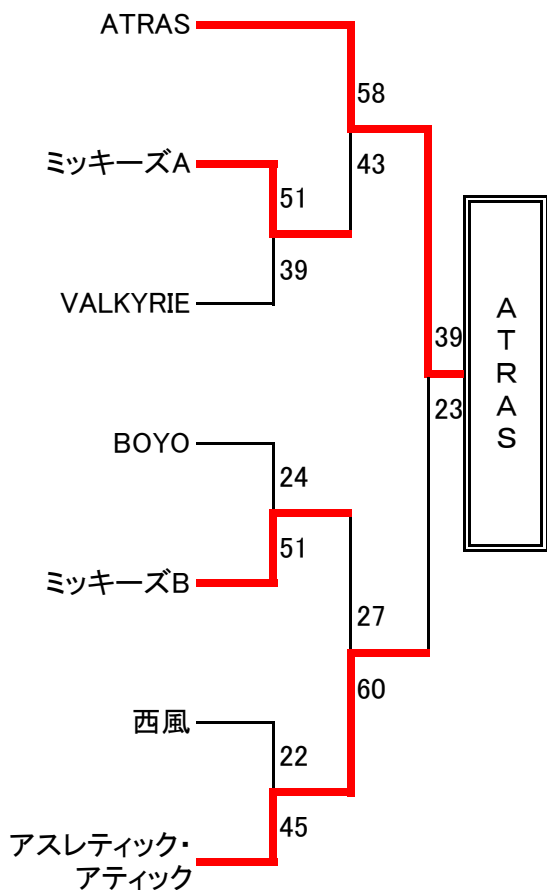 ATRAS
58
ミッキーズA
43
51
39
VALKYRIE
ATRAS
39
23
BOYO
24
51
ミッキーズB
27
60
西風
22
45
アスレティック・
アティック